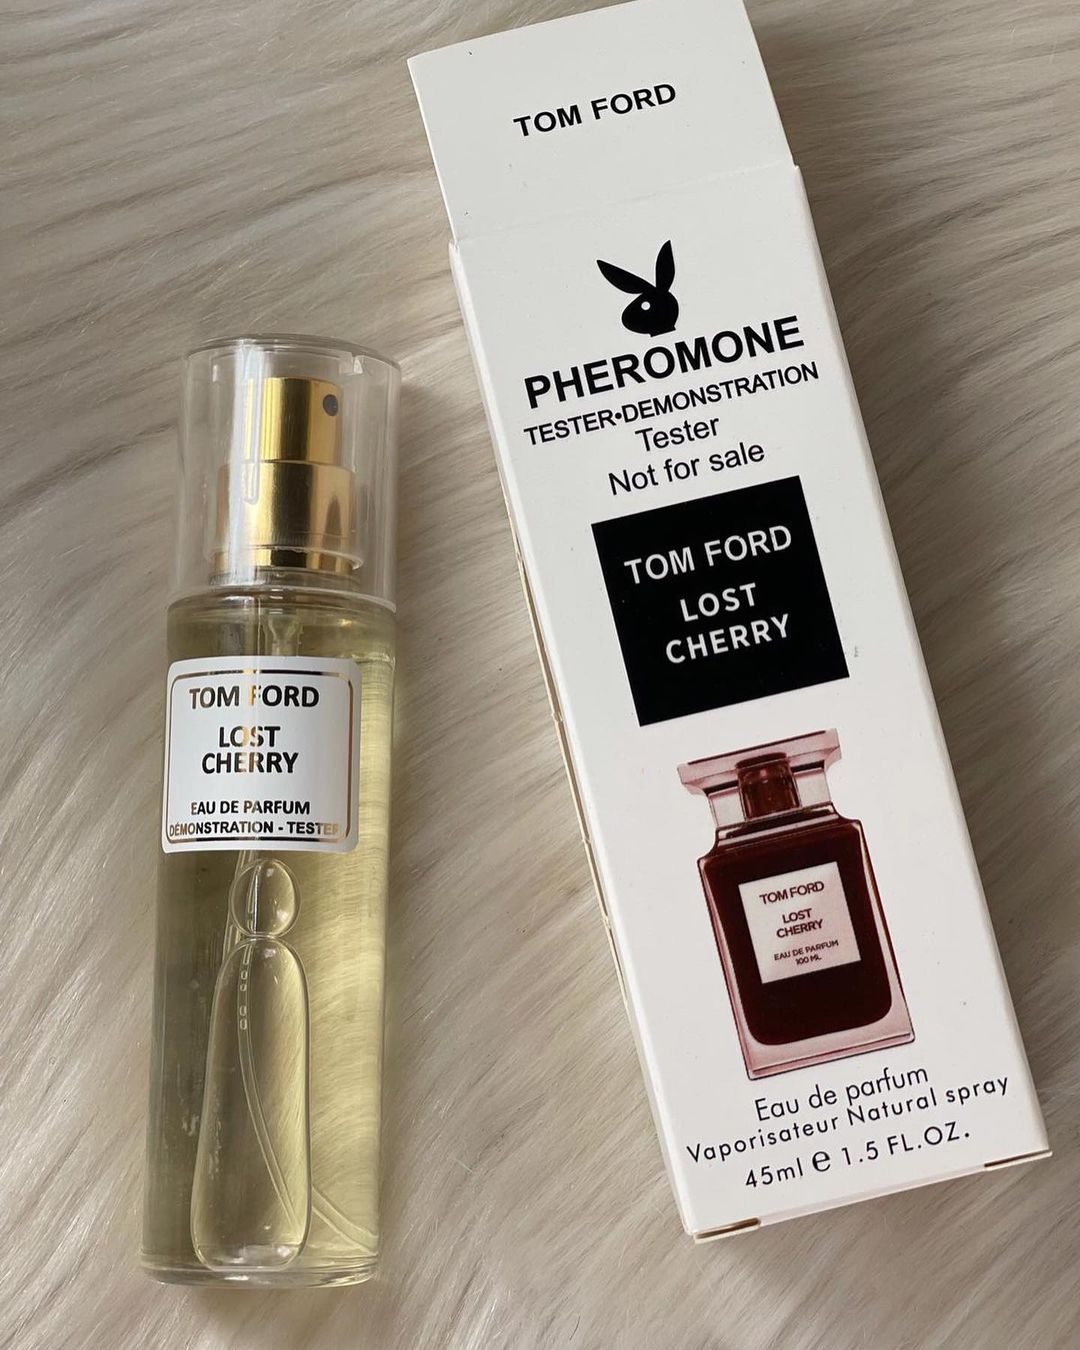 TOM FORD
PHEROMONE
TESTER•DEMONSTRATION
Tester
Not for sale
TOM FORD
LOST
CHERRY
TOM FORD
LOST
CHERRY
EAU DE PARFUM
100 ML
Eau de parfum
Vaporisateur Natural spray
45ml ℮ 1.5 FL.OZ.
TOM FORD
LOST
CHERRY
EAU DE PARFUM
DÉMONSTRATION - TESTER